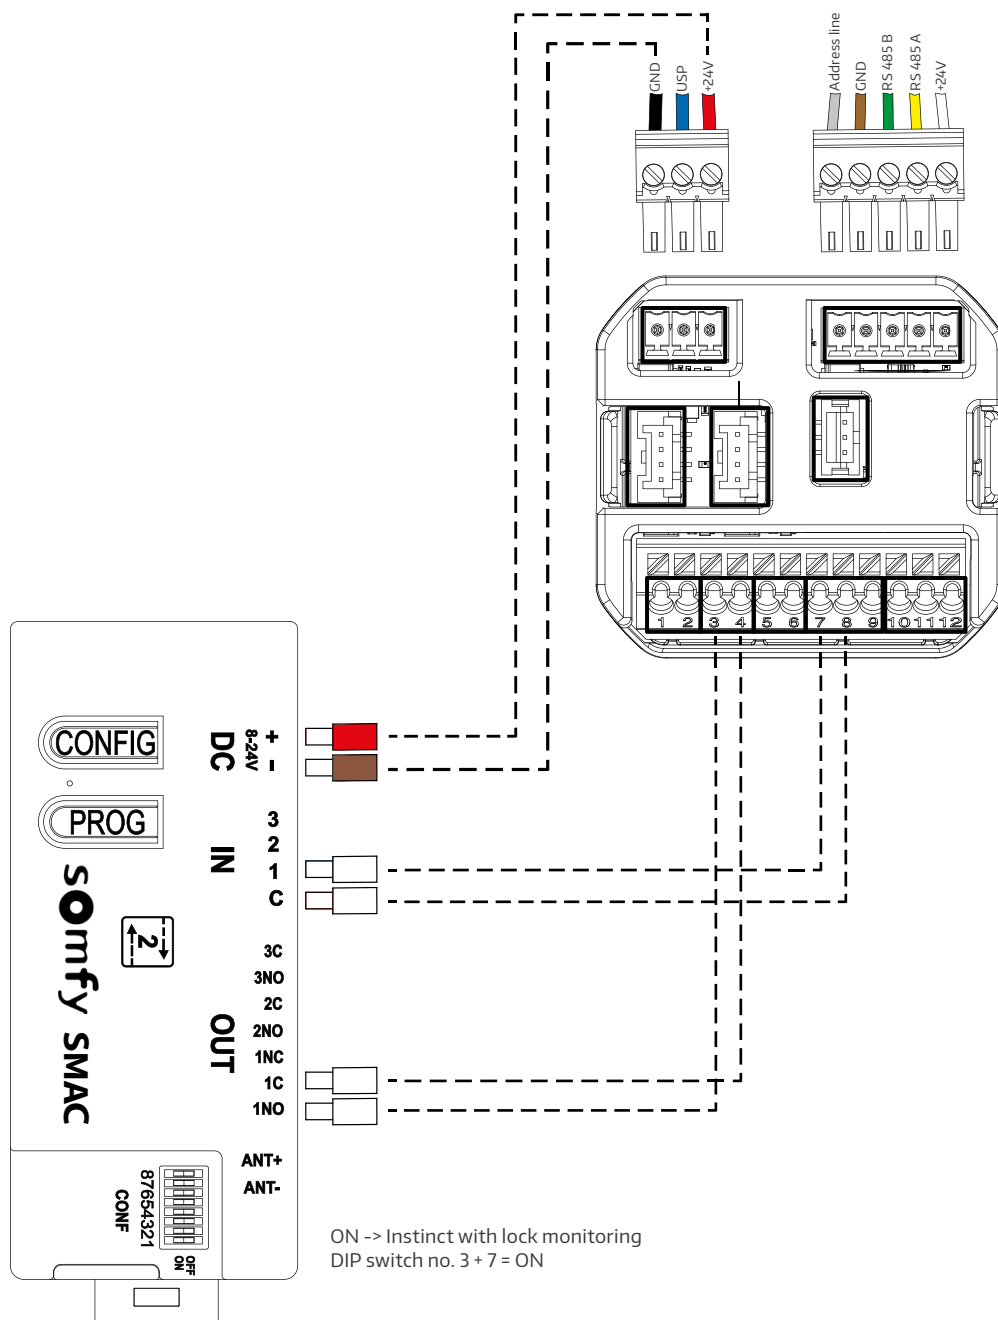 GND
USP
+24V
Address line
GND
RS 485 B
RS 485 A
+24V
1 2 3 4 5 6 7 8 9 10 11 12
CONFIG
PROG
DC
8-24V
+
-
IN
3
2
1
C
somfy SMAC
2
OUT
3C
3NO
2C
2NO
1NC
1C
1NO
ANT+
ANT-
87654321
CONF
OFF
ON
ON -> Instinct with lock monitoring
DIP switch no. 3 + 7 = ON